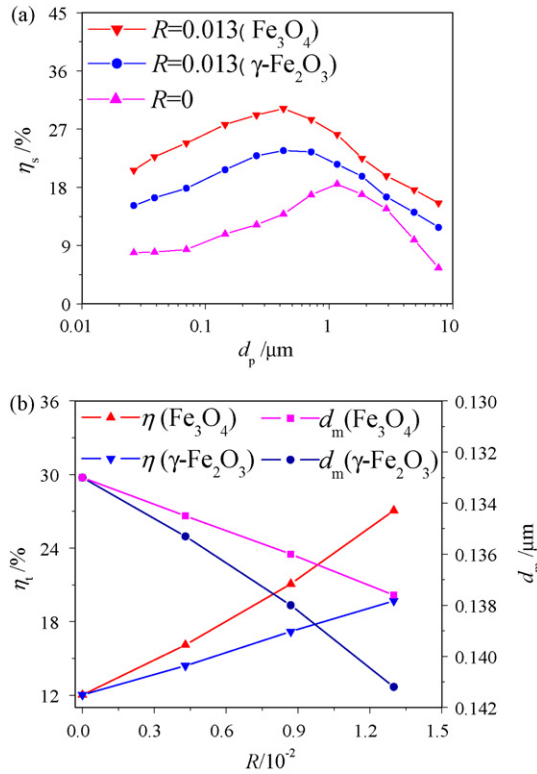 (a)
45
36
27
18
9
0
ηs/%
R=0.013( Fe3O4)
R=0.013( γ-Fe2O3)
R=0
0.01 0.1 1 10
dp /μm
(b)
36
30
24
18
12
ηt/%
η (Fe3O4) dm(Fe3O4)
η (γ-Fe2O3) dm(γ-Fe2O3)
0.130
0.132
0.134
0.136
0.138
0.140
0.142
dm/μm
0.0 0.3 0.6 0.9 1.2 1.5
R/10-2